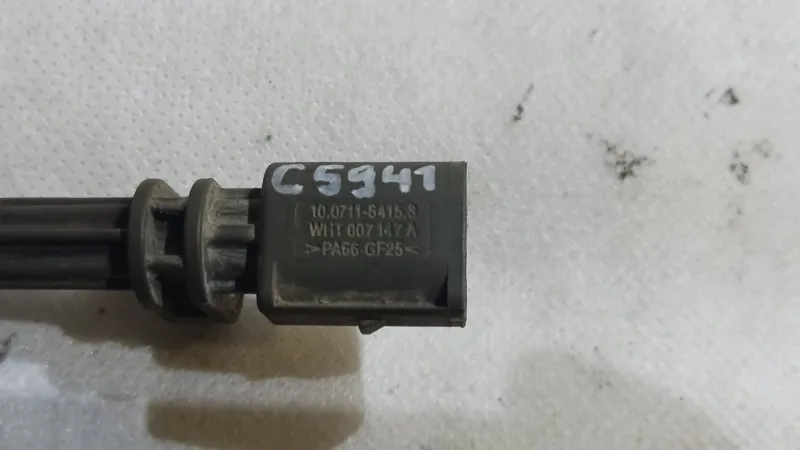 C5941
10.0711-6415.3
WHT 007 147 A
>PA66-GF25<